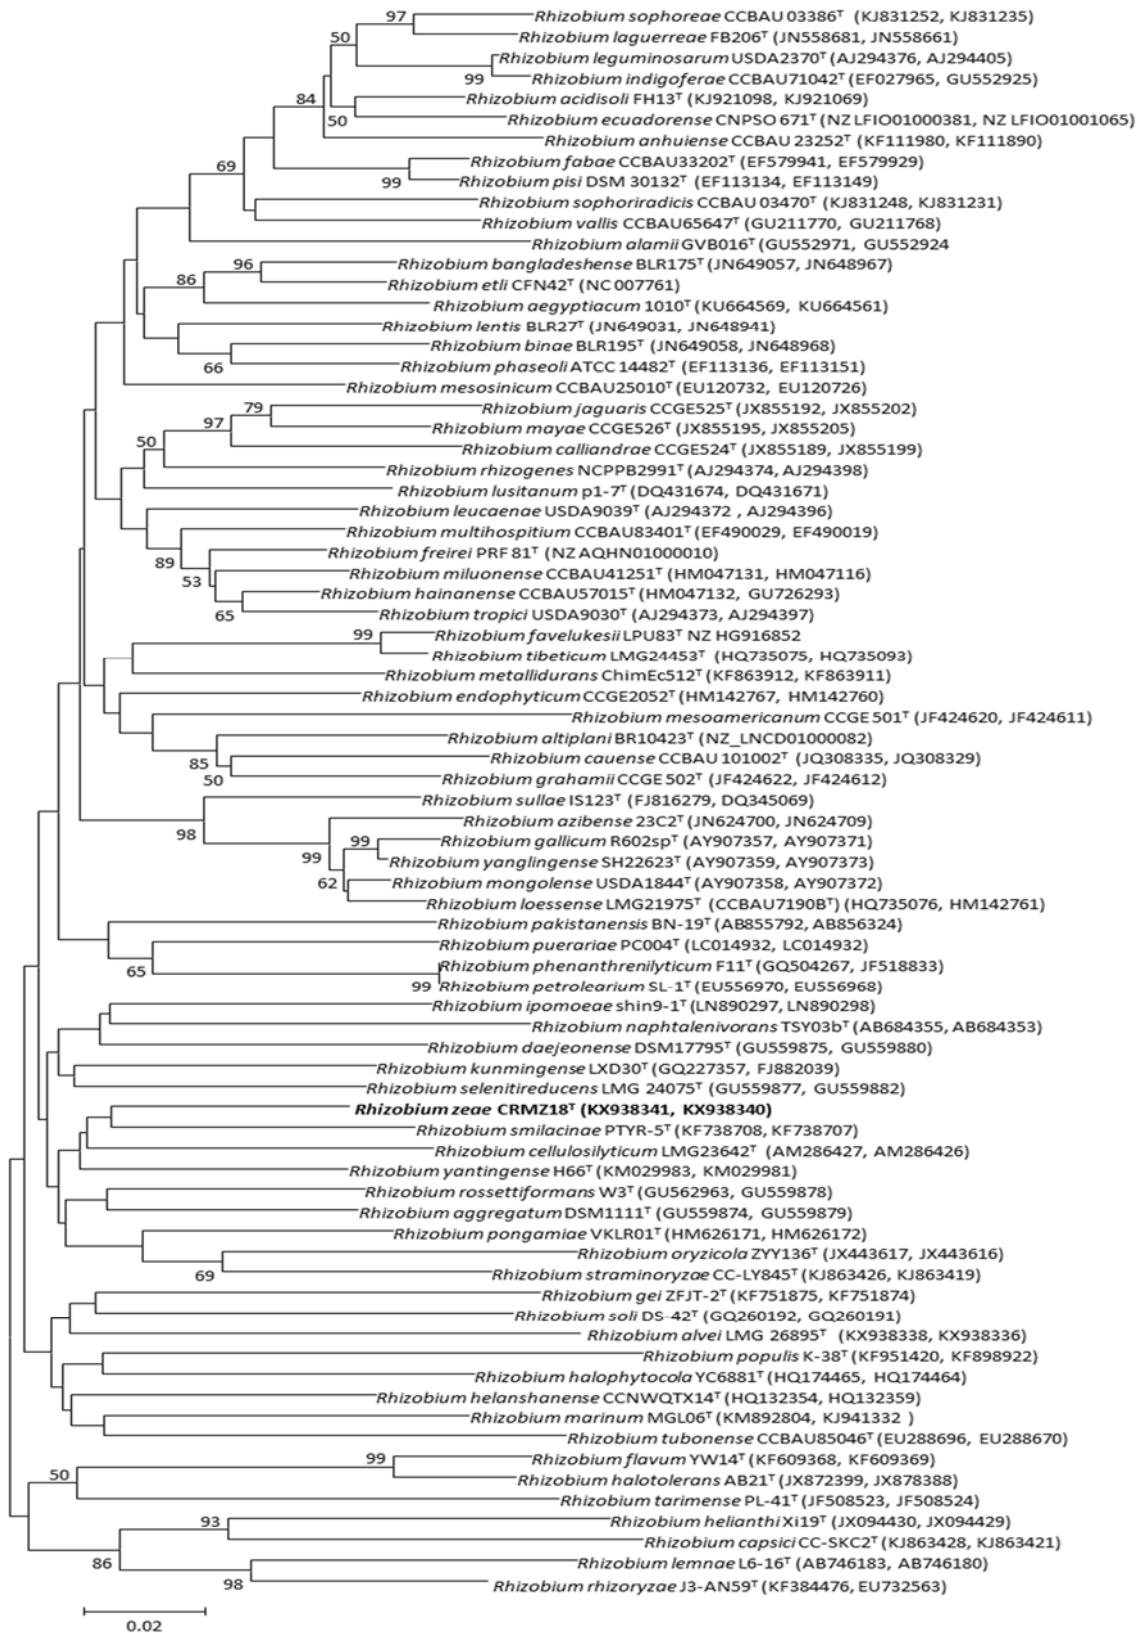 97
Rhizobium sophoreae CCBAU 03386ᵀ (KJ831252, KJ831235)
50
Rhizobium laguerreae FB206ᵀ (JN558681, JN558661)
Rhizobium leguminosarum USDA2370ᵀ (AJ294376, AJ294405)
99
Rhizobium indigoferae CCBAU71042ᵀ (EF027965, GU552925)
84
Rhizobium acidisoli FH13ᵀ (KJ921098, KJ921069)
50
Rhizobium ecuadorense CNPSO 671ᵀ (NZ LFIO01000381, NZ LFIO01001065)
Rhizobium anhuiense CCBAU 23252ᵀ (KF111980, KF111890)
69
Rhizobium fabae CCBAU33202ᵀ (EF579941, EF579929)
99
Rhizobium pisi DSM 30132ᵀ (EF113134, EF113149)
Rhizobium sophoriradicis CCBAU 03470ᵀ (KJ831248, KJ831231)
Rhizobium vallis CCBAU65647ᵀ (GU211770, GU211768)
Rhizobium alamii GVB016ᵀ (GU552971, GU552924
96
Rhizobium bangladeshense BLR175ᵀ (JN649057, JN648967)
86
Rhizobium etli CFN42ᵀ (NC 007761)
Rhizobium aegyptiacum 1010ᵀ (KU664569, KU664561)
Rhizobium lentis BLR27ᵀ (JN649031, JN648941)
Rhizobium binae BLR195ᵀ (JN649058, JN648968)
66
Rhizobium phaseoli ATCC 14482ᵀ (EF113136, EF113151)
Rhizobium mesosinicum CCBAU25010ᵀ (EU120732, EU120726)
79
Rhizobium jaguaris CCGE525ᵀ (JX855192, JX855202)
97
Rhizobium mayae CCGE526ᵀ (JX855195, JX855205)
50
Rhizobium calliandrae CCGE524ᵀ (JX855189, JX855199)
Rhizobium rhizogenes NCPPB2991ᵀ (AJ294374, AJ294398)
Rhizobium lusitanum p1-7ᵀ (DQ431674, DQ431671)
Rhizobium leucaenae USDA9039ᵀ (AJ294372 , AJ294396)
Rhizobium multihospitium CCBAU83401ᵀ (EF490029, EF490019)
89
Rhizobium freirei PRF 81ᵀ (NZ AQHN01000010)
53
Rhizobium miluonense CCBAU41251ᵀ (HM047131, HM047116)
Rhizobium hainanense CCBAU57015ᵀ (HM047132, GU726293)
65
Rhizobium tropici USDA9030ᵀ (AJ294373, AJ294397)
99
Rhizobium favelukesii LPU83ᵀ NZ HG916852
Rhizobium tibeticum LMG24453ᵀ (HQ735075, HQ735093)
Rhizobium metallidurans ChimEc512ᵀ (KF863912, KF863911)
Rhizobium endophyticum CCGE2052ᵀ (HM142767, HM142760)
Rhizobium mesoamericanum CCGE 501ᵀ (JF424620, JF424611)
Rhizobium altiplani BR10423ᵀ (NZ_LNCD01000082)
85
Rhizobium cauense CCBAU 101002ᵀ (JQ308335, JQ308329)
50
Rhizobium grahamii CCGE 502ᵀ (JF424622, JF424612)
Rhizobium sullae IS123ᵀ (FJ816279, DQ345069)
98
Rhizobium azibense 23C2ᵀ (JN624700, JN624709)
99
Rhizobium gallicum R602spᵀ (AY907357, AY907371)
99
Rhizobium yanglingense SH22623ᵀ (AY907359, AY907373)
62
Rhizobium mongolense USDA1844ᵀ (AY907358, AY907372)
Rhizobium loessense LMG21975ᵀ (CCBAU7190Bᵀ) (HQ735076, HM142761)
Rhizobium pakistanensis BN-19ᵀ (AB855792, AB856324)
Rhizobium puerariae PC004ᵀ (LC014932, LC014932)
65
Rhizobium phenanthrenilyticum F11ᵀ (GQ504267, JF518833)
99
Rhizobium petrolearium SL-1ᵀ (EU556970, EU556968)
Rhizobium ipomoeae shin9-1ᵀ (LN890297, LN890298)
Rhizobium naphtalenivorans TSY03bᵀ (AB684355, AB684353)
Rhizobium daejeonense DSM17795ᵀ (GU559875, GU559880)
Rhizobium kunmingense LXD30ᵀ (GQ227357, FJ882039)
Rhizobium selenitireducens LMG 24075ᵀ (GU559877, GU559882)
Rhizobium zeae CRMZ18ᵀ (KX938341, KX938340)
Rhizobium smilacinae PTYR-5ᵀ (KF738708, KF738707)
Rhizobium cellulosilyticum LMG23642ᵀ (AM286427, AM286426)
Rhizobium yantingense H66ᵀ (KM029983, KM029981)
Rhizobium rossettiformans W3ᵀ (GU562963, GU559878)
Rhizobium aggregatum DSM1111ᵀ (GU559874, GU559879)
Rhizobium pongamiae VKLR01ᵀ (HM626171, HM626172)
Rhizobium oryzicola ZYY136ᵀ (JX443617, JX443616)
69
Rhizobium straminoryzae CC-LY845ᵀ (KJ863426, KJ863419)
Rhizobium gei ZFJT-2ᵀ (KF751875, KF751874)
Rhizobium soli DS-42ᵀ (GQ260192, GQ260191)
Rhizobium alvei LMG 26895ᵀ (KX938338, KX938336)
Rhizobium populis K-38ᵀ (KF951420, KF898922)
Rhizobium halophytocola YC6881ᵀ (HQ174465, HQ174464)
Rhizobium helanshanense CCNWQTX14ᵀ (HQ132354, HQ132359)
Rhizobium marinum MGL06ᵀ (KM892804, KJ941332 )
Rhizobium tubonense CCBAU85046ᵀ (EU288696, EU288670)
99
Rhizobium flavum YW14ᵀ (KF609368, KF609369)
50
Rhizobium halotolerans AB21ᵀ (JX872399, JX878388)
Rhizobium tarimense PL-41ᵀ (JF508523, JF508524)
93
Rhizobium helianthi Xi19ᵀ (JX094430, JX094429)
Rhizobium capsici CC-SKC2ᵀ (KJ863428, KJ863421)
86
Rhizobium lemnae L6-16ᵀ (AB746183, AB746180)
98
Rhizobium rhizoryzae J3-AN59ᵀ (KF384476, EU732563)
0.02